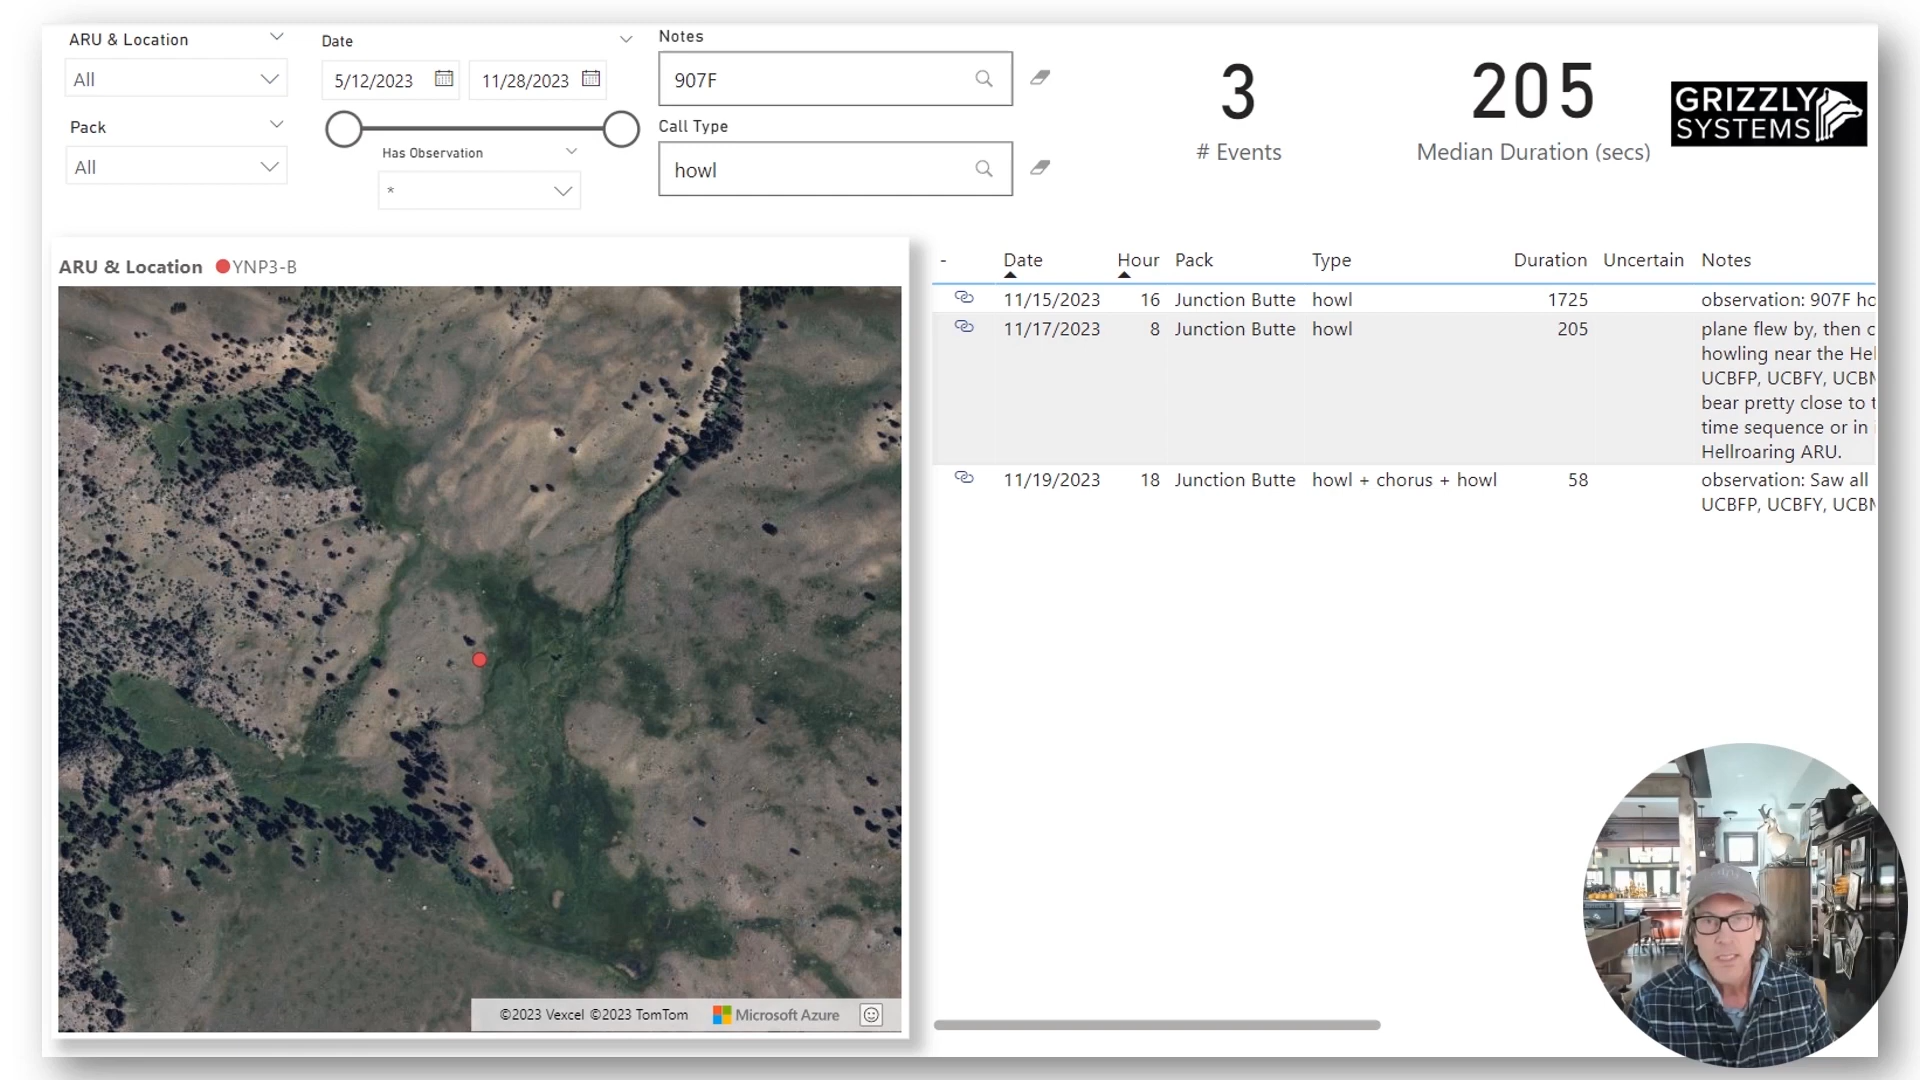 ARU & Location
All
Pack
All
Date
5/12/2023
11/28/2023
Has Observation
*
Notes
907F
Call Type
howl
3
# Events
205
Median Duration (secs)
GRIZZLY
SYSTEMS
ARU & Location YNP3-B
©2023 Vexcel ©2023 TomTom Microsoft Azure
- Date Hour Pack Type Duration Uncertain Notes
11/15/2023 16 Junction Butte howl 1725 observation: 907F ho
11/17/2023 8 Junction Butte howl 205 plane flew by, then c
howling near the Hel
UCBFP, UCBFY, UCBM
bear pretty close to t
time sequence or in
Hellroaring ARU.
11/19/2023 18 Junction Butte howl + chorus + howl 58 observation: Saw all
UCBFP, UCBFY, UCBM